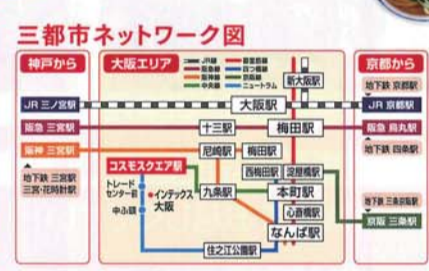 三都市ネットワーク図
神戸から
大阪エリア
京都から
JR線
阪急線
阪神線
中央線
御堂筋線
四つ橋線
京阪線
ニュートラム
新大阪駅
地下鉄 京都駅
JR 三ノ宮駅
大阪駅
JR 京都駅
阪急 三宮駅
十三駅
梅田駅
阪急 烏丸駅
地下鉄 四条駅
阪神 三宮駅
尼崎駅
梅田駅
コスモスクエア駅
西梅田駅
淀屋橋駅
地下鉄 三宮駅
三宮・花時計駅
トレード
センター前
中ふ頭
インテックス
大阪
九条駅
本町駅
心斎橋駅
なんば駅
住之江公園駅
地下鉄 三条京阪駅
京阪 三条駅